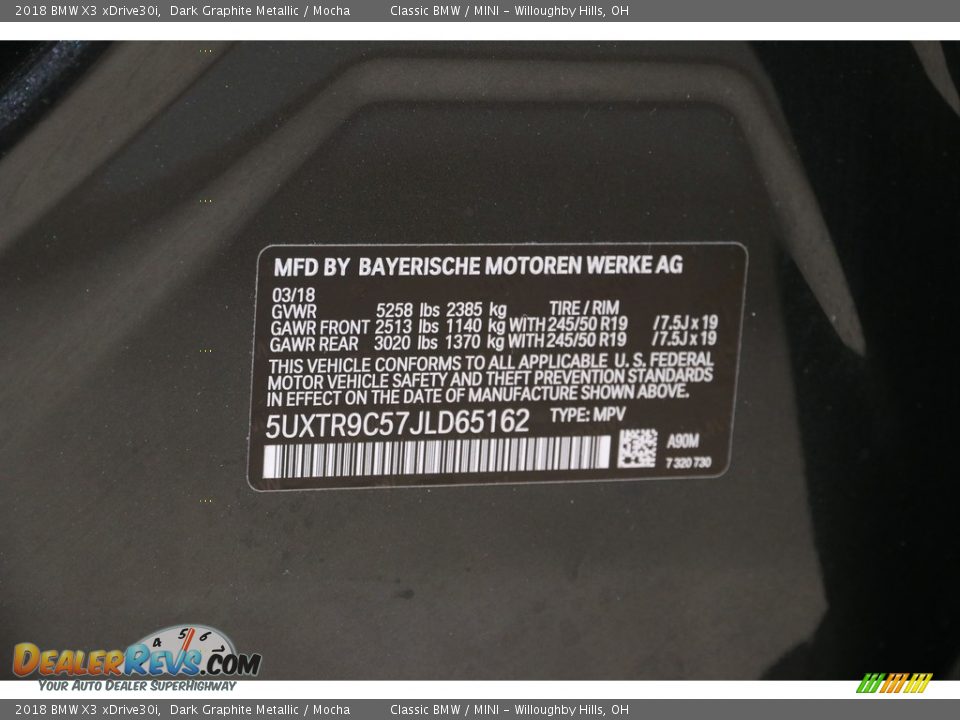 2018 BMW X3 xDrive30i, Dark Graphite Metallic / Mocha Classic BMW / MINI - Willoughby Hills, OH
MFD BY BAYERISCHE MOTOREN WERKE AG
03/18
GVWR 5258 lbs 2385 kg TIRE / RIM
GAWR FRONT 2513 lbs 1140 kg WITH 245/50 R19 /7.5J x 19
GAWR REAR 3020 lbs 1370 kg WITH 245/50 R19 /7.5J x 19
THIS VEHICLE CONFORMS TO ALL APPLICABLE U. S. FEDERAL
MOTOR VEHICLE SAFETY AND THEFT PREVENTION STANDARDS
IN EFFECT ON THE DATE OF MANUFACTURE SHOWN ABOVE.
5UXTR9C57JLD65162 TYPE: MPV
A90M
7 320 730
4 5 6 7
DEALERREVS.COM
YOUR AUTO DEALER SUPERHIGHWAY
2018 BMW X3 xDrive30i, Dark Graphite Metallic / Mocha Classic BMW / MINI - Willoughby Hills, OH